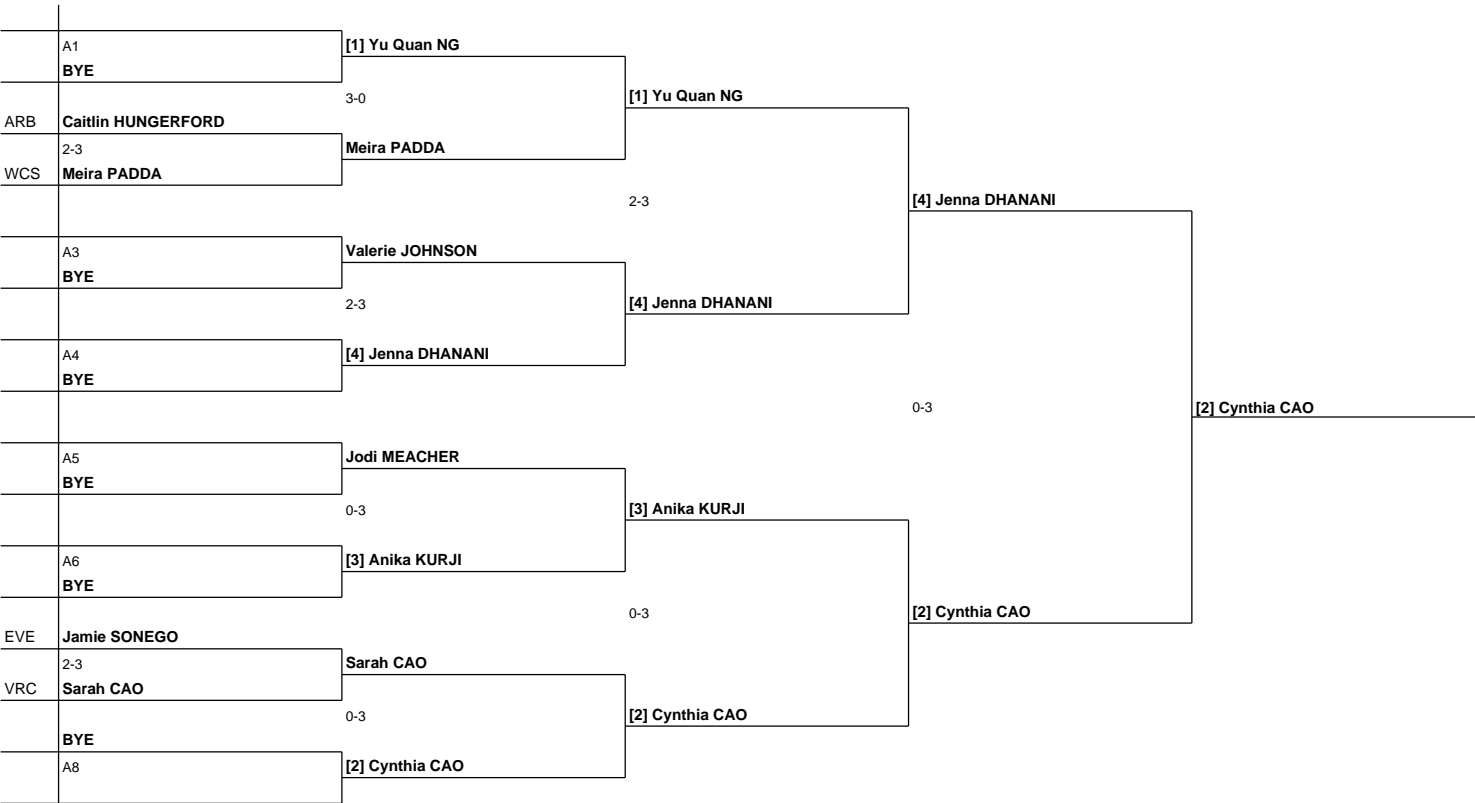 A1 [1] Yu Quan NG
BYE
3-0 [1] Yu Quan NG
ARB Caitlin HUNGERFORD
2-3 Meira PADDA
WCS Meira PADDA
2-3 [4] Jenna DHANANI
A3 Valerie JOHNSON
BYE
2-3 [4] Jenna DHANANI
A4 [4] Jenna DHANANI
BYE
0-3 [2] Cynthia CAO
A5 Jodi MEACHER
BYE
0-3 [3] Anika KURJI
A6 [3] Anika KURJI
BYE
0-3 [2] Cynthia CAO
EVE Jamie SONEGO
2-3 Sarah CAO
VRC Sarah CAO
0-3 [2] Cynthia CAO
BYE
A8 [2] Cynthia CAO